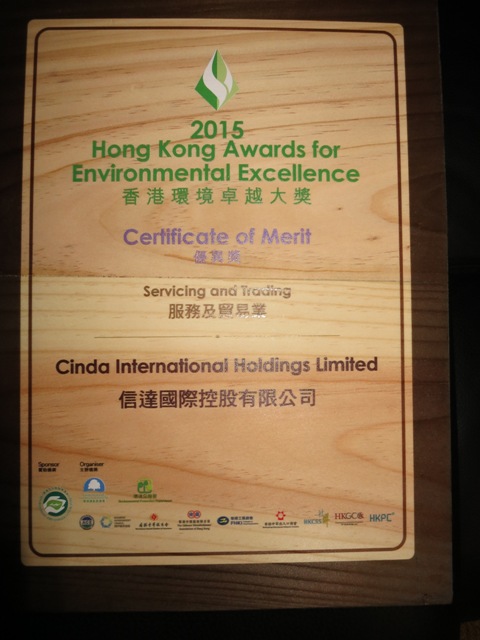 2015
Hong Kong Awards for
Environmental Excellence
香港環境卓越大獎
Certificate of Merit
優異獎
Servicing and Trading
服務及貿易業
Cinda International Holdings Limited
信達國際控股有限公司
Sponsor
Organiser
HKGCC
HKPC